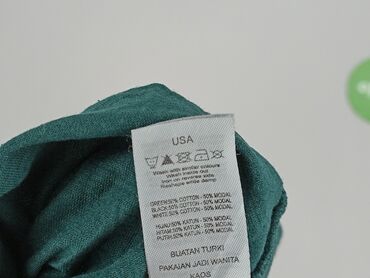 USA
Wash with similar colours
Wash inside out
Iron on reverse side
Reshape while damp
GREEN:50% COTTON - 50% MODAL
BLACK:50% COTTON - 50% MODAL
WHITE:50% COTTON - 50% MODAL
HIJAU:50% KATUN - 50% MODAL
HITAM:50% KATUN - 50% MODAL
PUTIH:50% KATUN - 50% MODAL
BUATAN TURKI
PAKAIAN JADI WANITA
KAOS